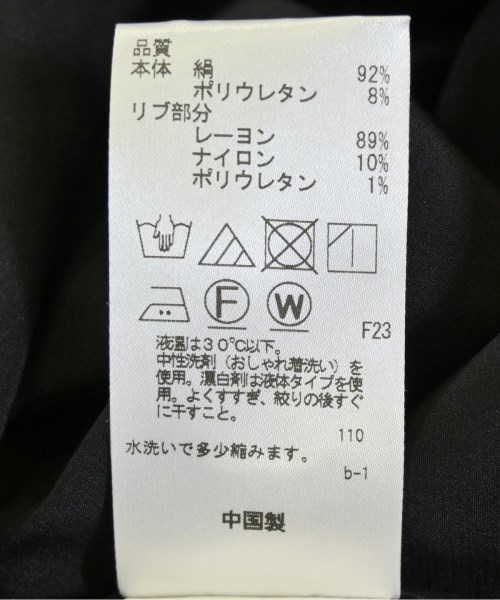 品質
本体 絹 92%
ポリウレタン 8%
リブ部分
レーヨン 89%
ナイロン 10%
ポリウレタン 1%
F W
F23
液温は30℃以下。
中性洗剤（おしゃれ着洗い）を
使用。漂白剤は液体タイプを使
用。よくすすぎ、絞りの後すぐ
に干すこと。
110
水洗いで多少縮みます。
b-1
中国製